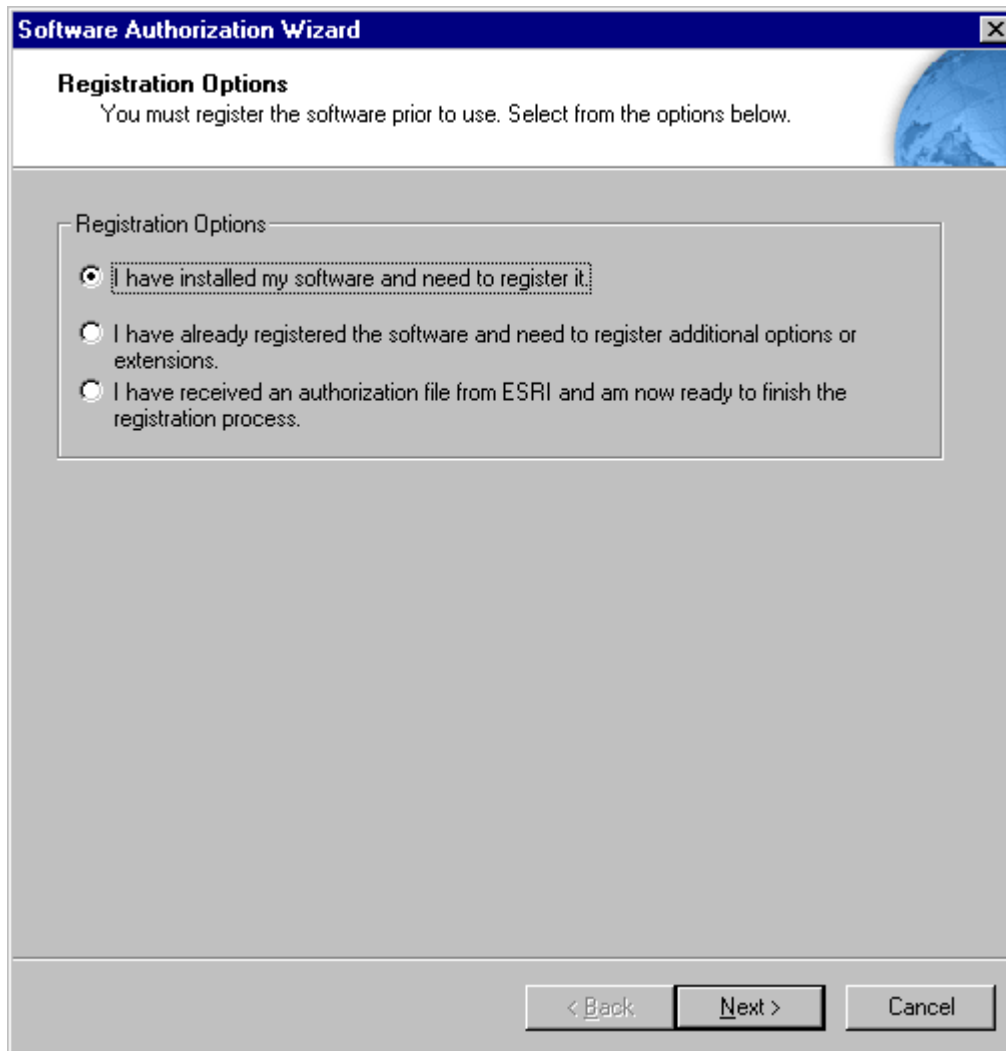 Software Authorization Wizard
Registration Options
You must register the software prior to use. Select from the options below.
Registration Options
I have installed my software and need to register it.
I have already registered the software and need to register additional options or
extensions.
I have received an authorization file from ESRI and am now ready to finish the
registration process.
< Back
Next >
Cancel